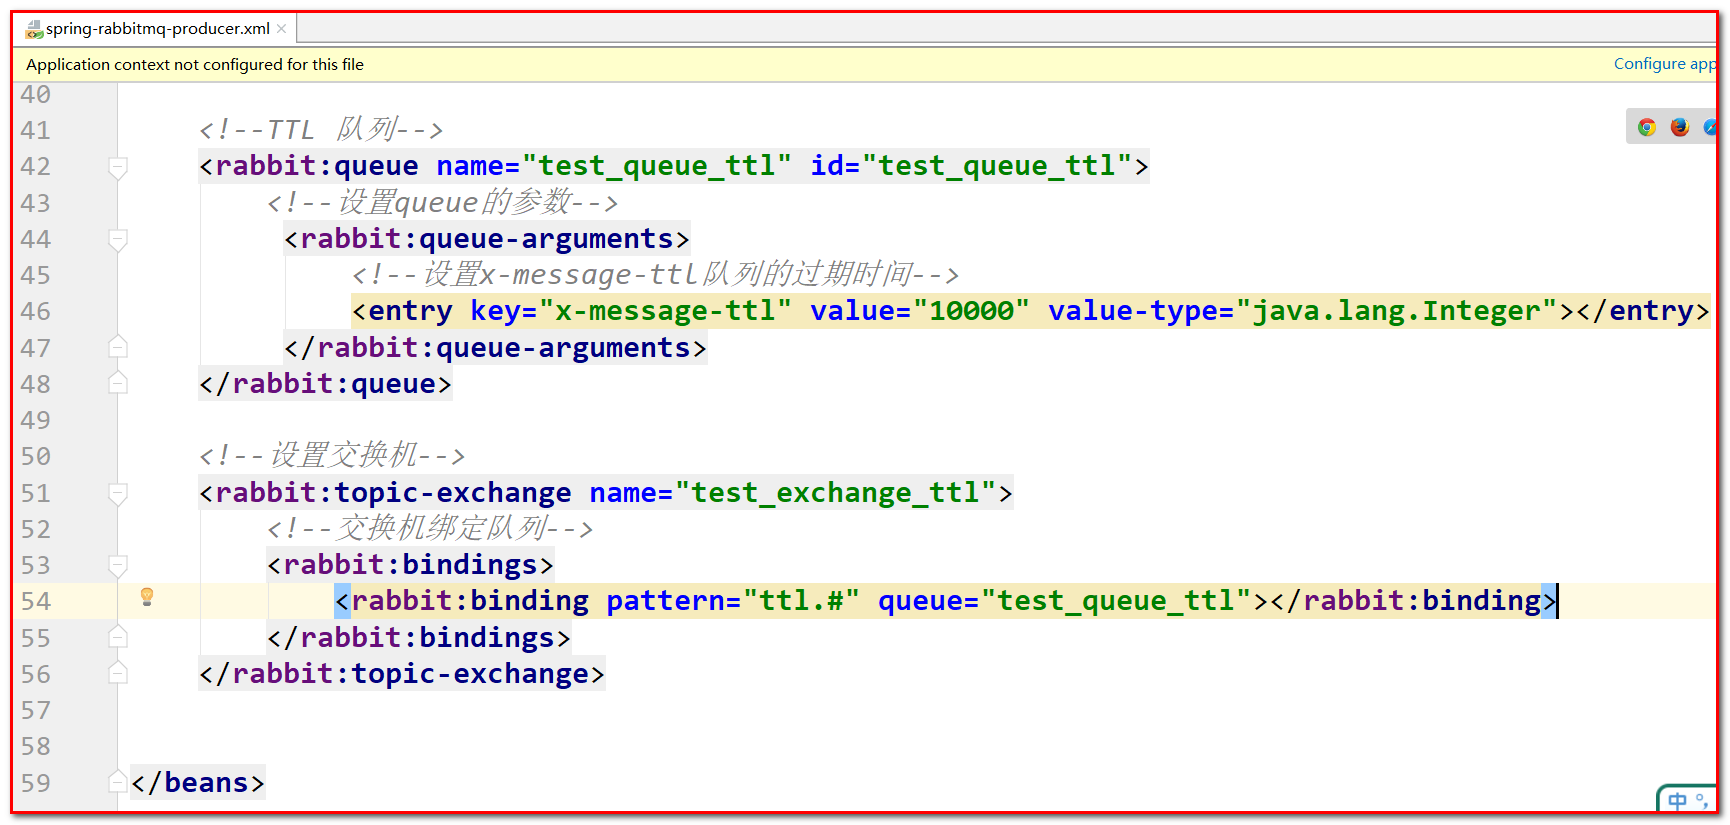 spring-rabbitmq-producer.xml
Application context not configured for this file
Configure app
40
41 <!--TTL 队列-->
42 <rabbit:queue name="test_queue_ttl" id="test_queue_ttl">
43 <!--设置queue的参数-->
44 <rabbit:queue-arguments>
45 <!--设置x-message-ttl队列的过期时间-->
46 <entry key="x-message-ttl" value="10000" value-type="java.lang.Integer"></entry>
47 </rabbit:queue-arguments>
48 </rabbit:queue>
49
50 <!--设置交换机-->
51 <rabbit:topic-exchange name="test_exchange_ttl">
52 <!--交换机绑定队列-->
53 <rabbit:bindings>
54 <rabbit:binding pattern="ttl.#" queue="test_queue_ttl"></rabbit:binding>
55 </rabbit:bindings>
56 </rabbit:topic-exchange>
57
58
59 </beans>
中 °,